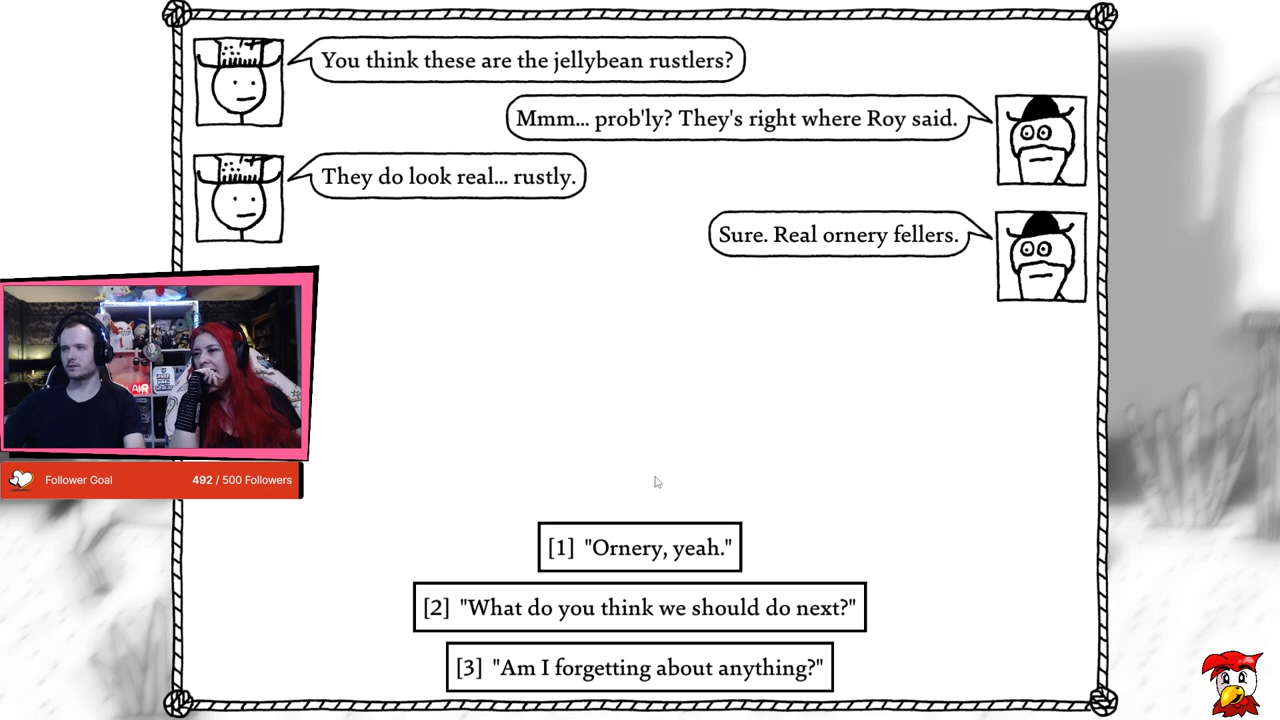 You think these are the jellybean rustlers?
Mmm... prob'ly? They's right where Roy said.
They do look real... rustly.
Sure. Real ornery fellers.
AIR
Follower Goal 492 / 500 Followers
[1] "Ornery, yeah."
[2] "What do you think we should do next?"
[3] "Am I forgetting about anything?"